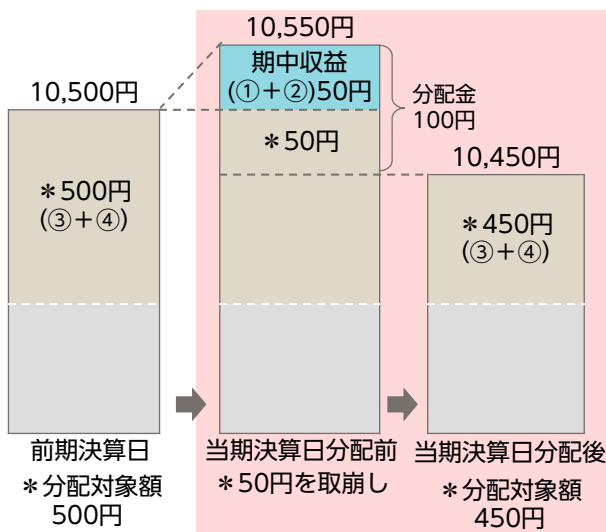 10,500円
＊500円
(③＋④)
前期決算日
＊分配対象額
500円
10,550円
期中収益
(①＋②)50円
＊50円
分配金
100円
当期決算日分配前
＊50円を取崩し
10,450円
＊450円
(③＋④)
当期決算日分配後
＊分配対象額
450円